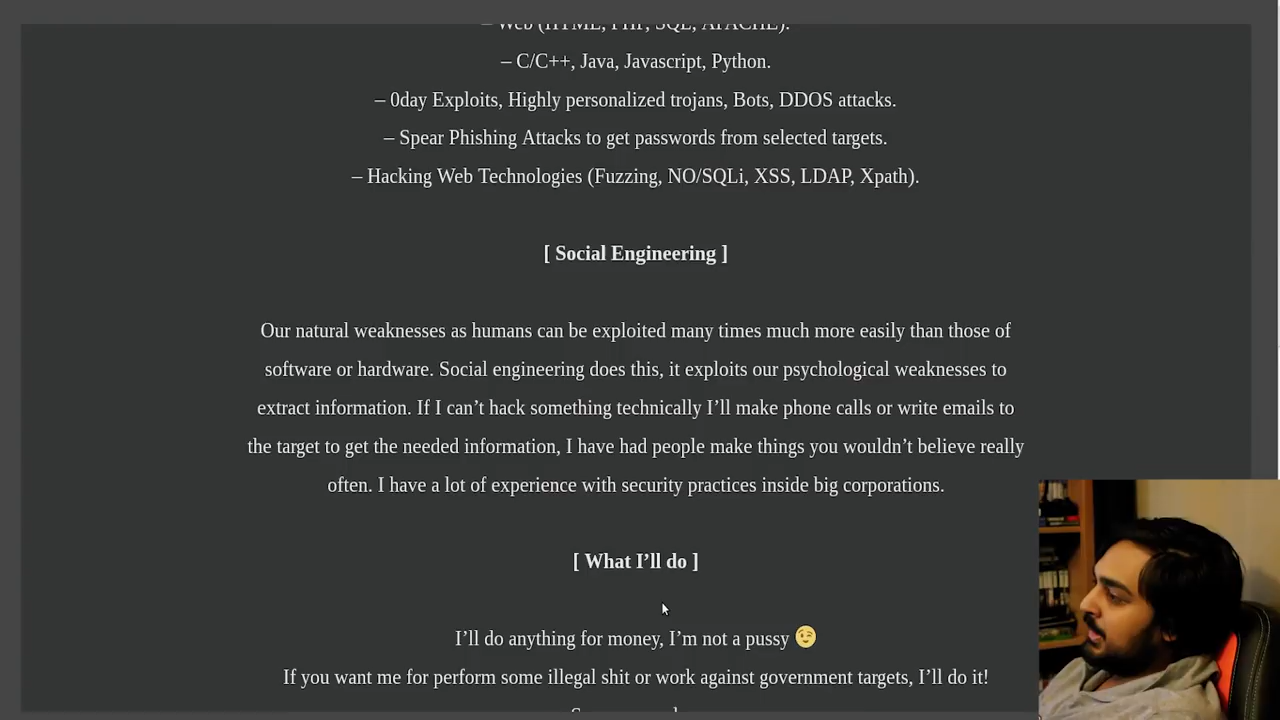 – Web (HTML, PHP, SQL, APACHE).
– C/C++, Java, Javascript, Python.
– 0day Exploits, Highly personalized trojans, Bots, DDOS attacks.
– Spear Phishing Attacks to get passwords from selected targets.
– Hacking Web Technologies (Fuzzing, NO/SQLi, XSS, LDAP, Xpath).
[ Social Engineering ]
Our natural weaknesses as humans can be exploited many times much more easily than those of
software or hardware. Social engineering does this, it exploits our psychological weaknesses to
extract information. If I can’t hack something technically I’ll make phone calls or write emails to
the target to get the needed information, I have had people make things you wouldn’t believe really
often. I have a lot of experience with security practices inside big corporations.
[ What I’ll do ]
I’ll do anything for money, I’m not a pussy 😉
If you want me for perform some illegal shit or work against government targets, I’ll do it!